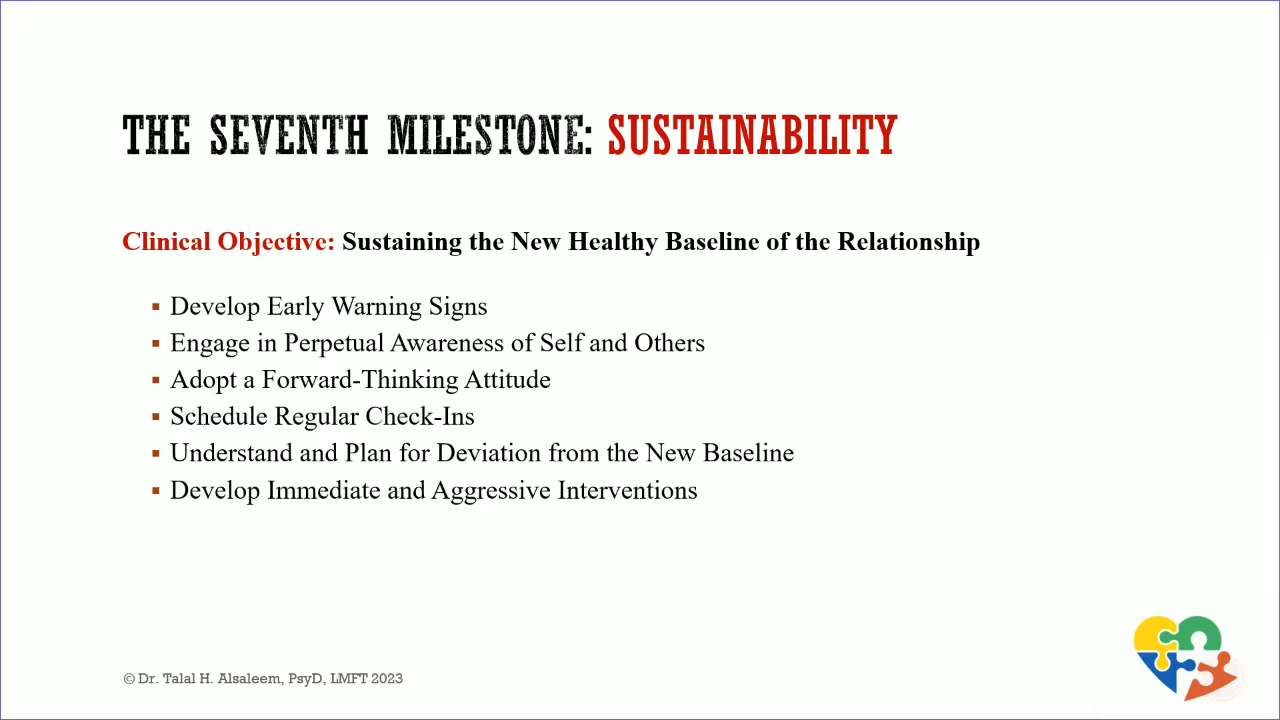 THE SEVENTH MILESTONE: SUSTAINABILITY
Clinical Objective: Sustaining the New Healthy Baseline of the Relationship
▪ Develop Early Warning Signs
▪ Engage in Perpetual Awareness of Self and Others
▪ Adopt a Forward-Thinking Attitude
▪ Schedule Regular Check-Ins
▪ Understand and Plan for Deviation from the New Baseline
▪ Develop Immediate and Aggressive Interventions
© Dr. Talal H. Alsaleem, PsyD, LMFT 2023